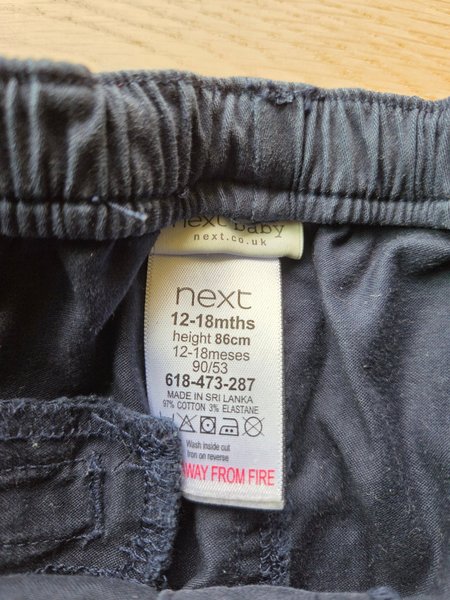 next baby
next.co.uk
next
12-18mths
height 86cm
12-18meses
90/53
618-473-287
MADE IN SRI LANKA
97% COTTON 3% ELASTANE
Wash inside out
Iron on reverse
WAY FROM FIRE